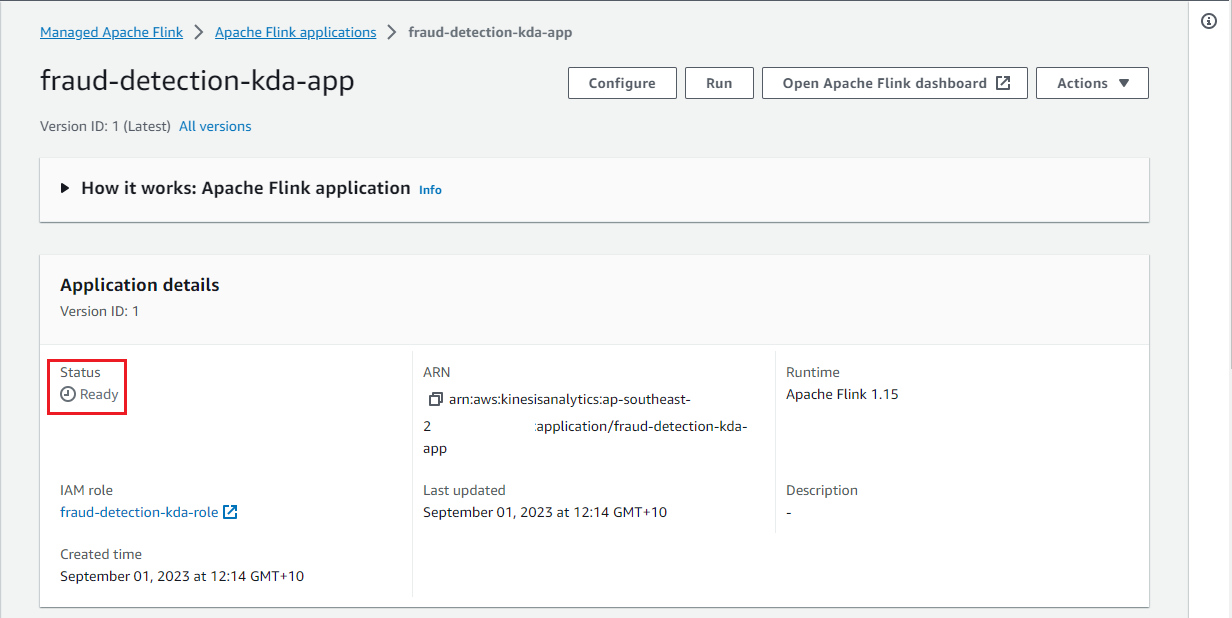 Managed Apache Flink > Apache Flink applications > fraud-detection-kda-app
fraud-detection-kda-app
Configure
Run
Open Apache Flink dashboard
Actions
Version ID: 1 (Latest) All versions
How it works: Apache Flink application Info
Application details
Version ID: 1
Status
Ready
ARN
arn:aws:kinesisanalytics:ap-southeast-
2 :application/fraud-detection-kda-
app
Runtime
Apache Flink 1.15
IAM role
fraud-detection-kda-role
Last updated
September 01, 2023 at 12:14 GMT+10
Description
-
Created time
September 01, 2023 at 12:14 GMT+10